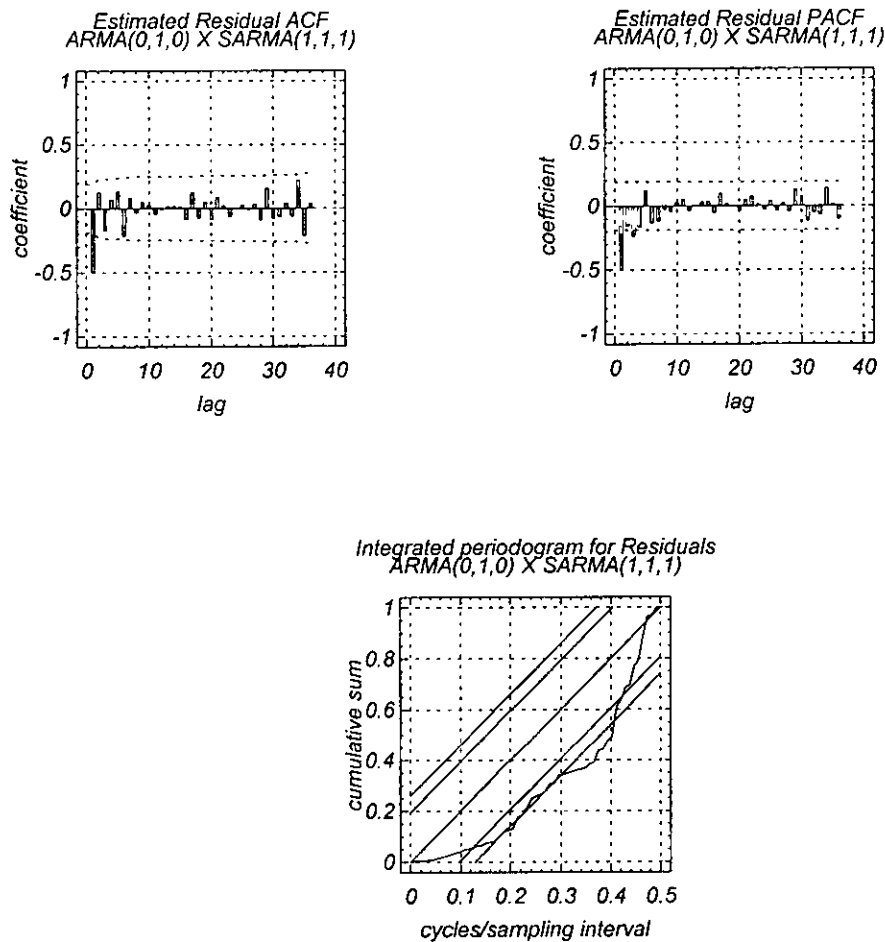 Estimated Residual ACF
ARMA(0,1,0) X SARMA(1,1,1)
1
0.5
0
-0.5
-1
coefficient
0 10 20 30 40
lag
Estimated Residual PACF
ARMA(0,1,0) X SARMA(1,1,1)
1
0.5
0
-0.5
-1
coefficient
0 10 20 30 40
lag
Integrated periodogram for Residuals
ARMA(0,1,0) X SARMA(1,1,1)
1
0.8
0.6
0.4
0.2
0
cumulative sum
0 0.1 0.2 0.3 0.4 0.5
cycles/sampling interval